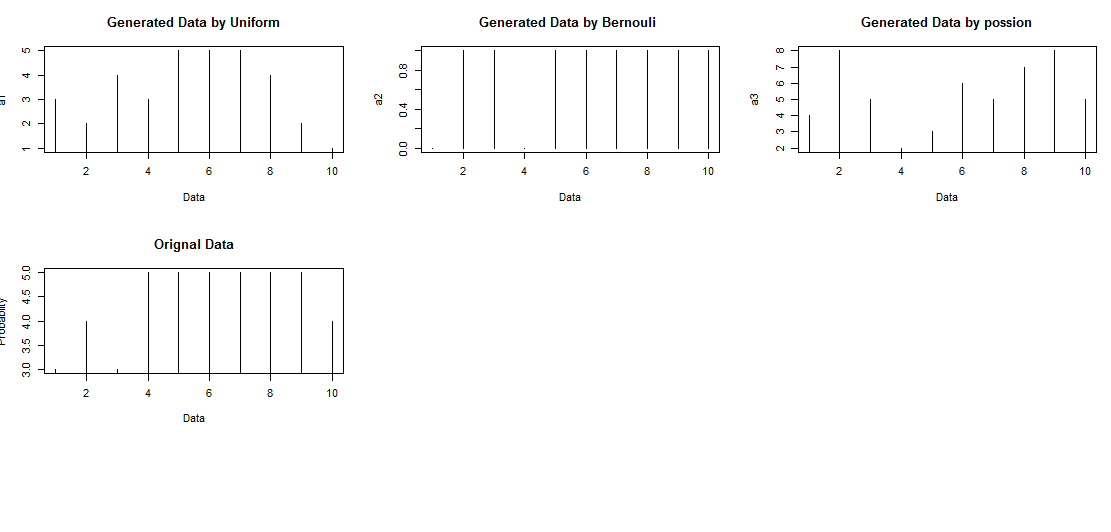 Generated Data by Uniform
5
4
3
2
1
a1
2 4 6 8 10
Data
Generated Data by Bernouli
0.8
0.4
0.0
a2
2 4 6 8 10
Data
Generated Data by possion
8
7
6
5
4
3
2
a3
2 4 6 8 10
Data
Orignal Data
5.0
4.5
4.0
3.5
3.0
Probability
2 4 6 8 10
Data